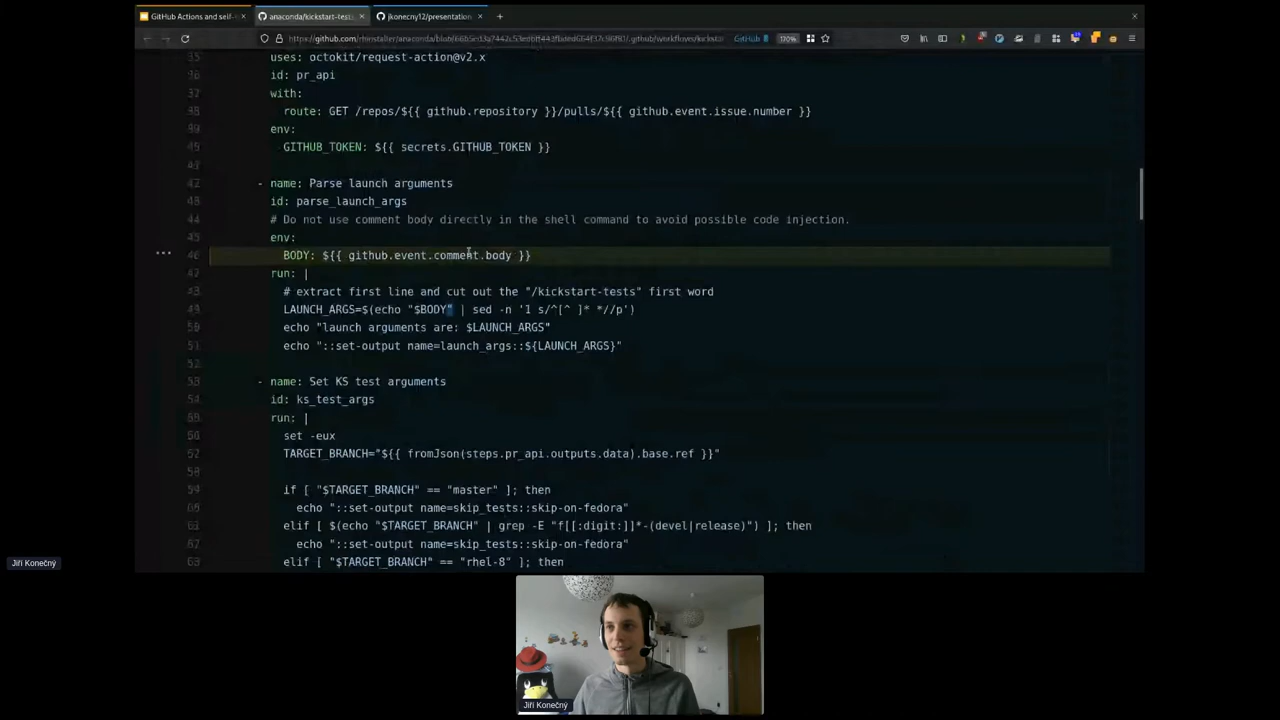 GitHub Actions and self-
anaconda/kickstart-tes
jkonecny12/presentation
GitHub
120%
uses: octokit/request-action@v2.x
id: pr_api
with:
route: GET /repos/${{ github.repository }}/pulls/${{ github.event.issue.number }}
env:
GITHUB_TOKEN: ${{ secrets.GITHUB_TOKEN }}
- name: Parse launch arguments
id: parse_launch_args
# Do not use comment body directly in the shell command to avoid possible code injection.
env:
BODY: ${{ github.event.comment.body }}
run: |
# extract first line and cut out the "/kickstart-tests" first word
LAUNCH_ARGS=$(echo "$BODY" | sed -n '1 s/^[^ ]* *//p')
echo "launch arguments are: $LAUNCH_ARGS"
echo "::set-output name=launch_args::${LAUNCH_ARGS}"
- name: Set KS test arguments
id: ks_test_args
run: |
set -eux
TARGET_BRANCH="${{ fromJson(steps.pr_api.outputs.data).base.ref }}"
if [ "$TARGET_BRANCH" == "master" ]; then
echo "::set-output name=skip_tests::skip-on-fedora"
elif [ $(echo "$TARGET_BRANCH" | grep -E "f[[:digit:]]*-(devel|release)") ]; then
echo "::set-output name=skip_tests::skip-on-fedora"
elif [ "$TARGET_BRANCH" == "rhel-8" ]; then
Jiří Konečný
Jiří Konečný